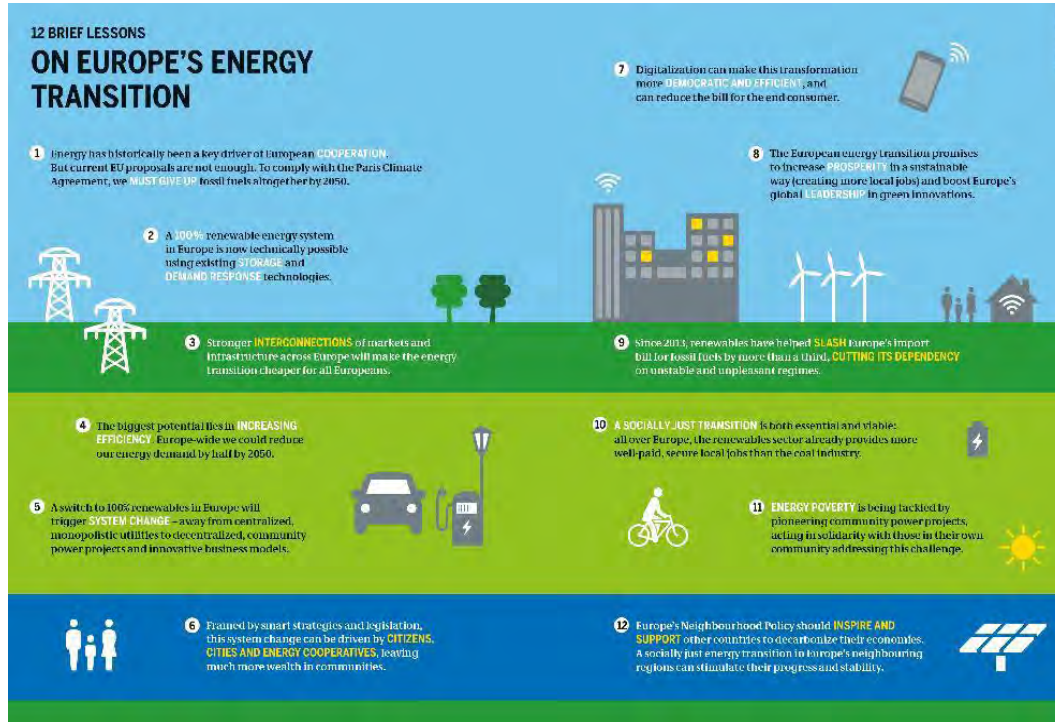 12 BRIEF LESSONS
ON EUROPE'S ENERGY
TRANSITION
1 Energy has historically been a key driver of European COOPERATION.
But current EU proposals are not enough. To comply with the Paris Climate
Agreement, we MUST GIVE UP fossil fuels altogether by 2050.
2 A 100% renewable energy system
in Europe is now technically possible
using existing STORAGE and
DEMAND RESPONSE technologies.
3 Stronger INTERCONNECTIONS of markets and
infrastructure across Europe will make the energy
transition cheaper for all Europeans.
4 The biggest potential lies in INCREASING
EFFICIENCY. Europe-wide we could reduce
our energy demand by half by 2050.
5 A switch to 100% renewables in Europe will
trigger SYSTEM CHANGE – away from centralized,
monopolistic utilities to decentralized, community
power projects and innovative business models.
6 Framed by smart strategies and legislation,
this system change can be driven by CITIZENS,
CITIES AND ENERGY COOPERATIVES, leaving
much more wealth in communities.
7 Digitalization can make this transformation
more DEMOCRATIC AND EFFICIENT, and
can reduce the bill for the end consumer.
8 The European energy transition promises
to increase PROSPERITY in a sustainable
way (creating more local jobs) and boost Europe's
global LEADERSHIP in green innovations.
9 Since 2013, renewables have helped SLASH Europe's import
bill for fossil fuels by more than a third, CUTTING ITS DEPENDENCY
on unstable and unpleasant regimes.
10 A SOCIALLY JUST TRANSITION is both essential and viable:
all over Europe, the renewables sector already provides more
well-paid, secure local jobs than the coal industry.
11 ENERGY POVERTY is being tackled by
pioneering community power projects,
acting in solidarity with those in their own
community addressing this challenge.
12 Europe's Neighbourhood Policy should INSPIRE AND
SUPPORT other countries to decarbonize their economies.
A socially just energy transition in Europe's neighbouring
regions can stimulate their progress and stability.